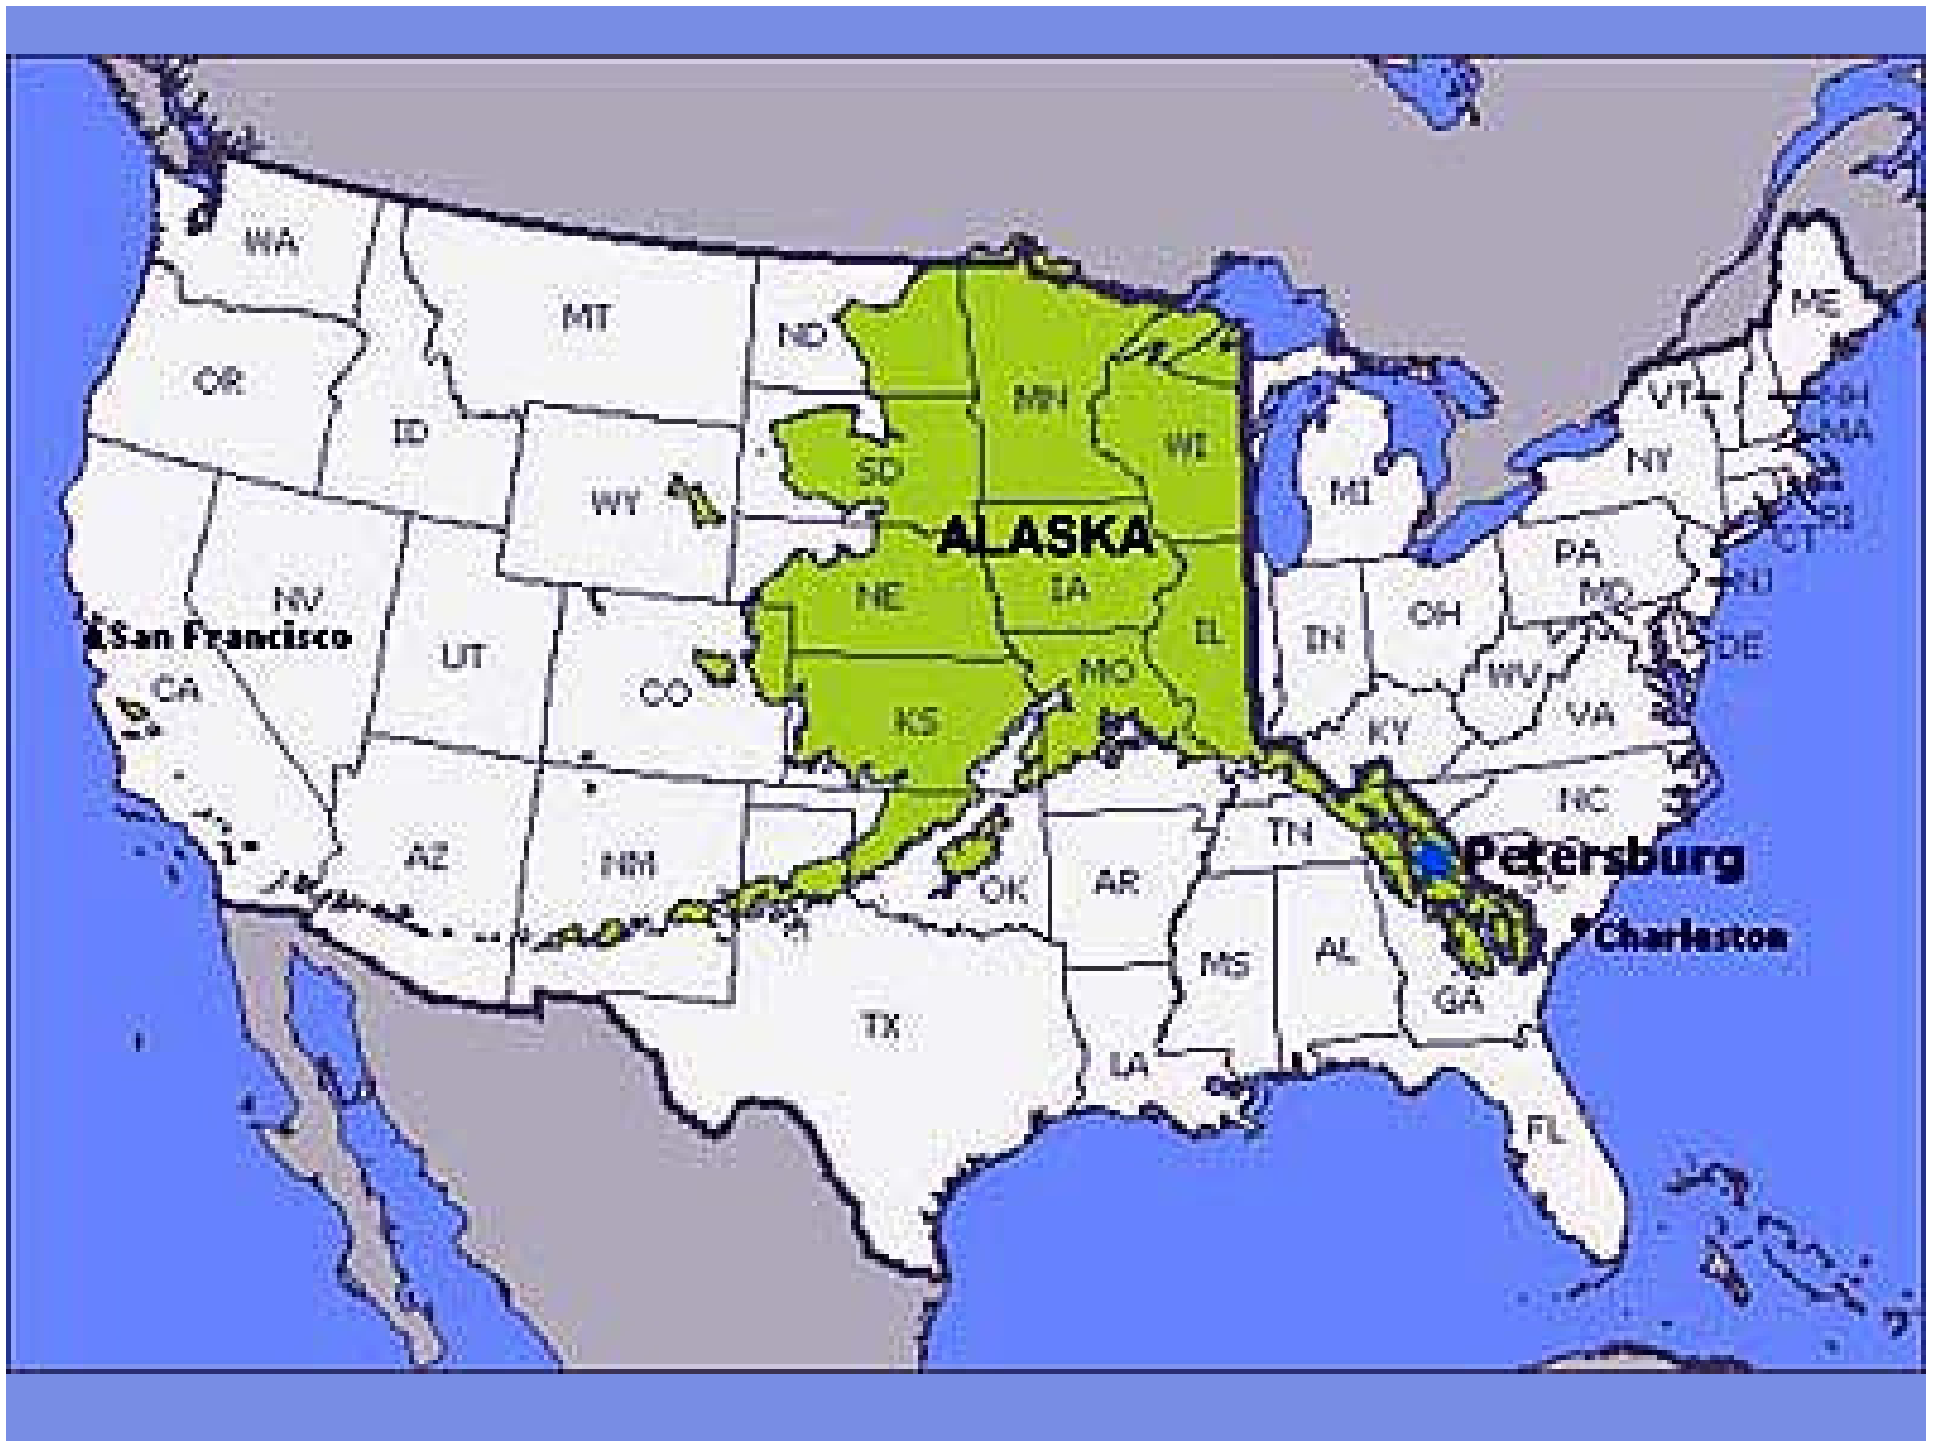 WA
ME
MT
ND
OR
VT
NH
MN
MA
ID
WI
SD
NY
MI
WY
RI
ALASKA
CT
PA
NJ
NE
IA
MD
NV
OH
IL
IN
San Francisco
DE
UT
MO
WV
CA
CO
KS
VA
KY
NC
TN
AZ
NM
Petersburg
AR
OK
SC
Charleston
AL
MS
GA
TX
LA
FL